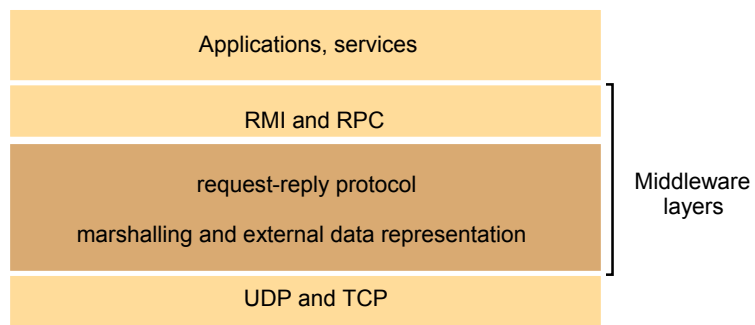 Applications, services
RMI and RPC
request-reply protocol
marshalling and external data representation
UDP and TCP
Middleware
layers